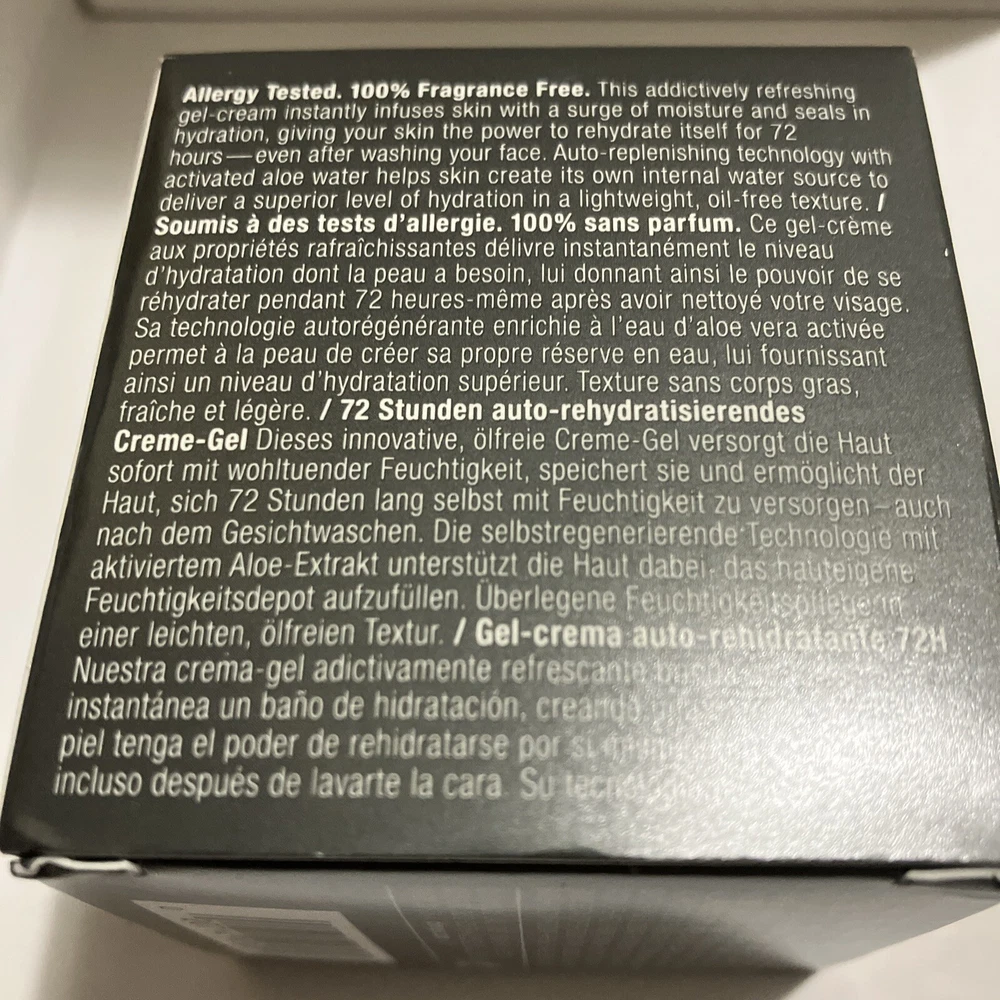 Allergy Tested. 100% Fragrance Free. This addictively refreshing
gel-cream instantly infuses skin with a surge of moisture and seals in
hydration, giving your skin the power to rehydrate itself for 72
hours — even after washing your face. Auto-replenishing technology with
activated aloe water helps skin create its own internal water source to
deliver a superior level of hydration in a lightweight, oil-free texture. /
Soumis à des tests d'allergie. 100% sans parfum. Ce gel-crème
aux propriétés rafraîchissantes délivre instantanément le niveau
d'hydratation dont la peau a besoin, lui donnant ainsi le pouvoir de se
réhydrater pendant 72 heures-même après avoir nettoyé votre visage.
Sa technologie autorégénérante enrichie à l'eau d'aloe vera activée
permet à la peau de créer sa propre réserve en eau, lui fournissant
ainsi un niveau d'hydratation supérieur. Texture sans corps gras,
fraîche et légère. / 72 Stunden auto-rehydratisierendes
Creme-Gel Dieses innovative, ölfreie Creme-Gel versorgt die Haut
sofort mit wohltuender Feuchtigkeit, speichert sie und ermöglicht der
Haut, sich 72 Stunden lang selbst mit Feuchtigkeit zu versorgen – auch
nach dem Gesichtwaschen. Die selbstregenerierende Technologie mit
aktiviertem Aloe-Extrakt unterstützt die Haut dabei, das hauteigene
Feuchtigkeitsdepot aufzufüllen. Überlegene Feuchtigkeitspflege in
einer leichten, ölfreien Textur. / Gel-crema auto-rehidratante 72H
Nuestra crema-gel adictivamente refrescante
instantánea un baño de hidratación, creando
piel tenga el poder de rehidratarse por
incluso después de lavarte la cara. Su